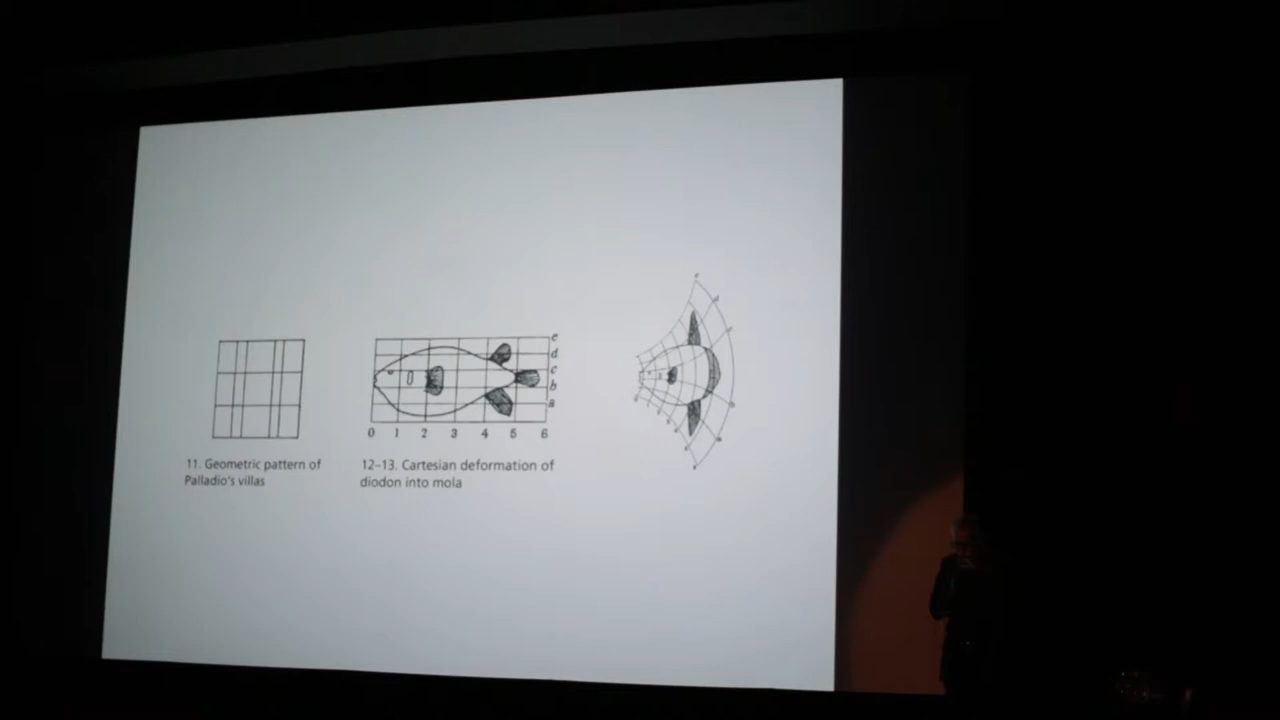 e
d
c
b
a
0 1 2 3 4 5 6
11. Geometric pattern of
Palladio's villas
12–13. Cartesian deformation of
diodon into mola